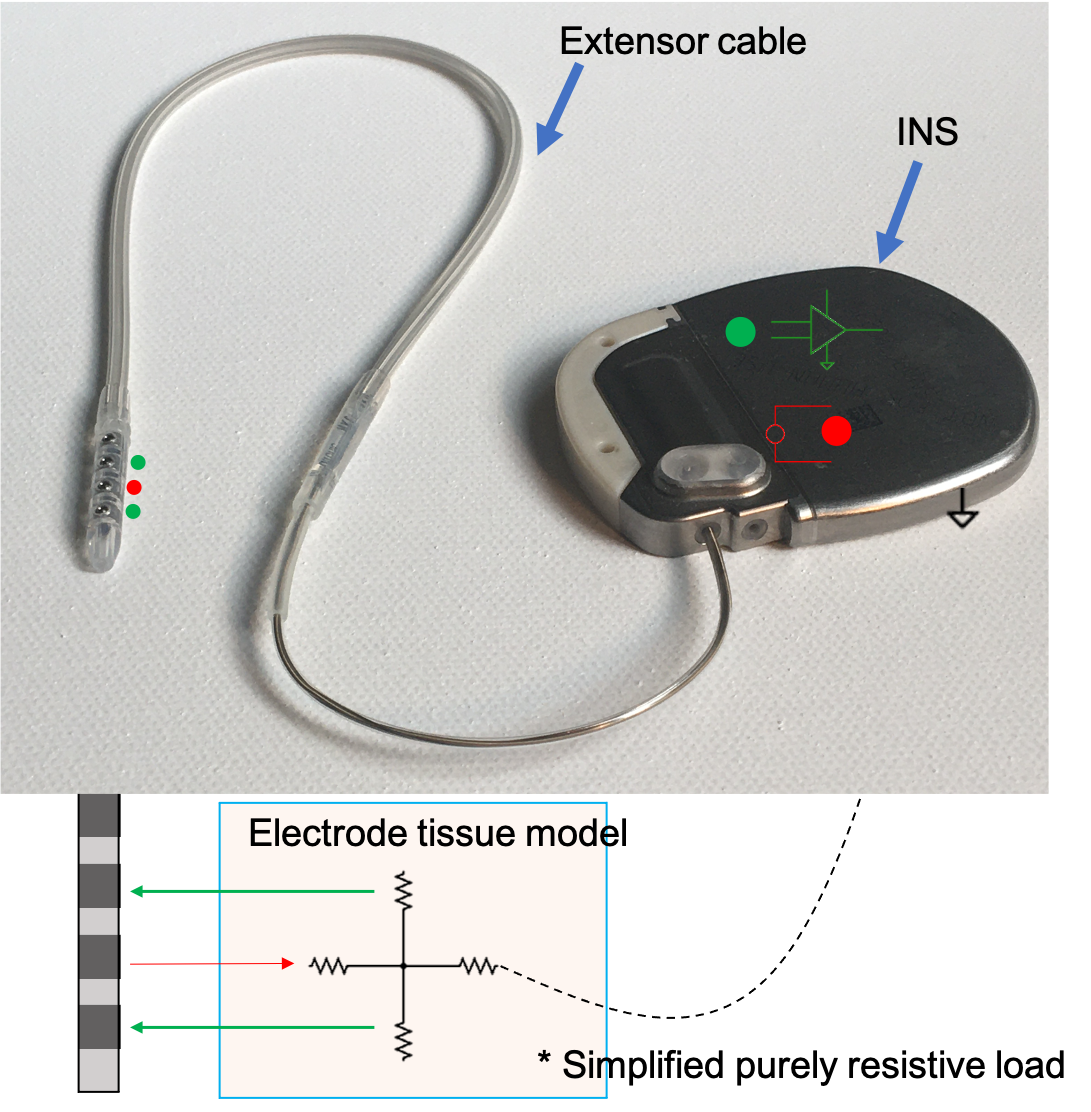 Extensor cable
INS
Electrode tissue model
* Simplified purely resistive load